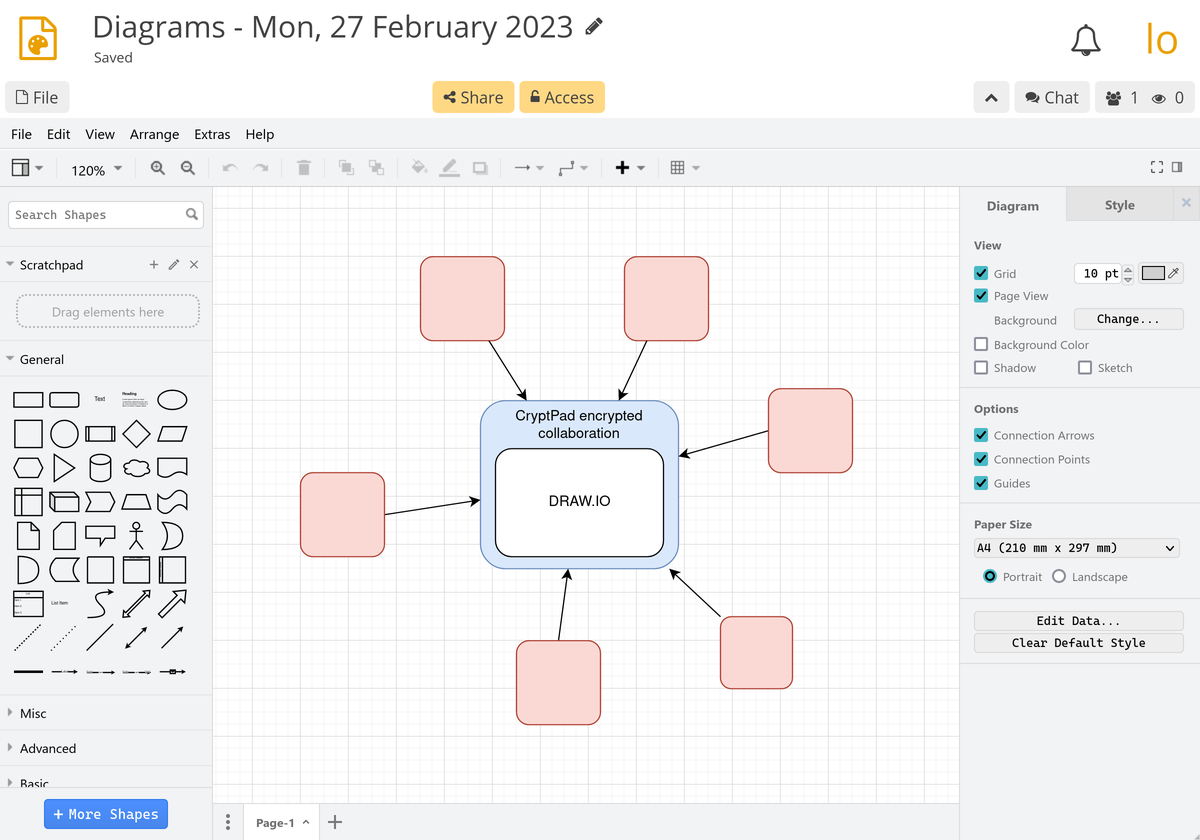 Diagrams - Mon, 27 February 2023
Saved
lo
File
Share
Access
Chat
1
0
File Edit View Arrange Extras Help
120%
Search Shapes
Scratchpad
Drag elements here
General
Text
Heading
List Item
Misc
Advanced
Basic
+ More Shapes
CryptPad encrypted
collaboration
DRAW.IO
Page-1
Diagram
Style
View
Grid
10 pt
Page View
Background
Change...
Background Color
Shadow
Sketch
Options
Connection Arrows
Connection Points
Guides
Paper Size
A4 (210 mm x 297 mm)
Portrait
Landscape
Edit Data...
Clear Default Style